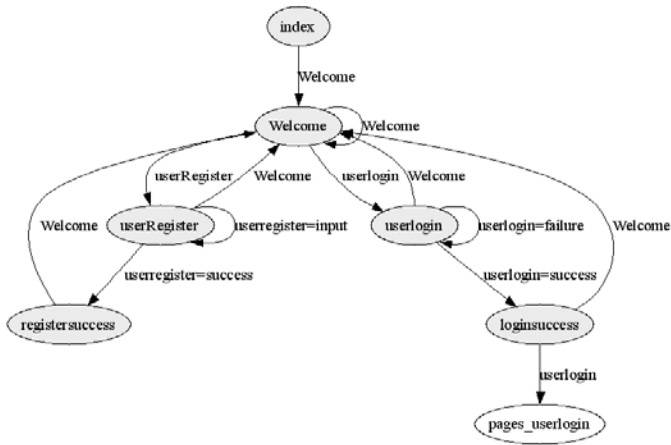 index
Welcome
Welcome
Welcome
userRegister
Welcome
userlogin
Welcome
Welcome
userRegister
userregister=input
userlogin
userlogin=failure
Welcome
userregister=success
userlogin=success
registersuccess
loginsuccess
userlogin
pages_userlogin